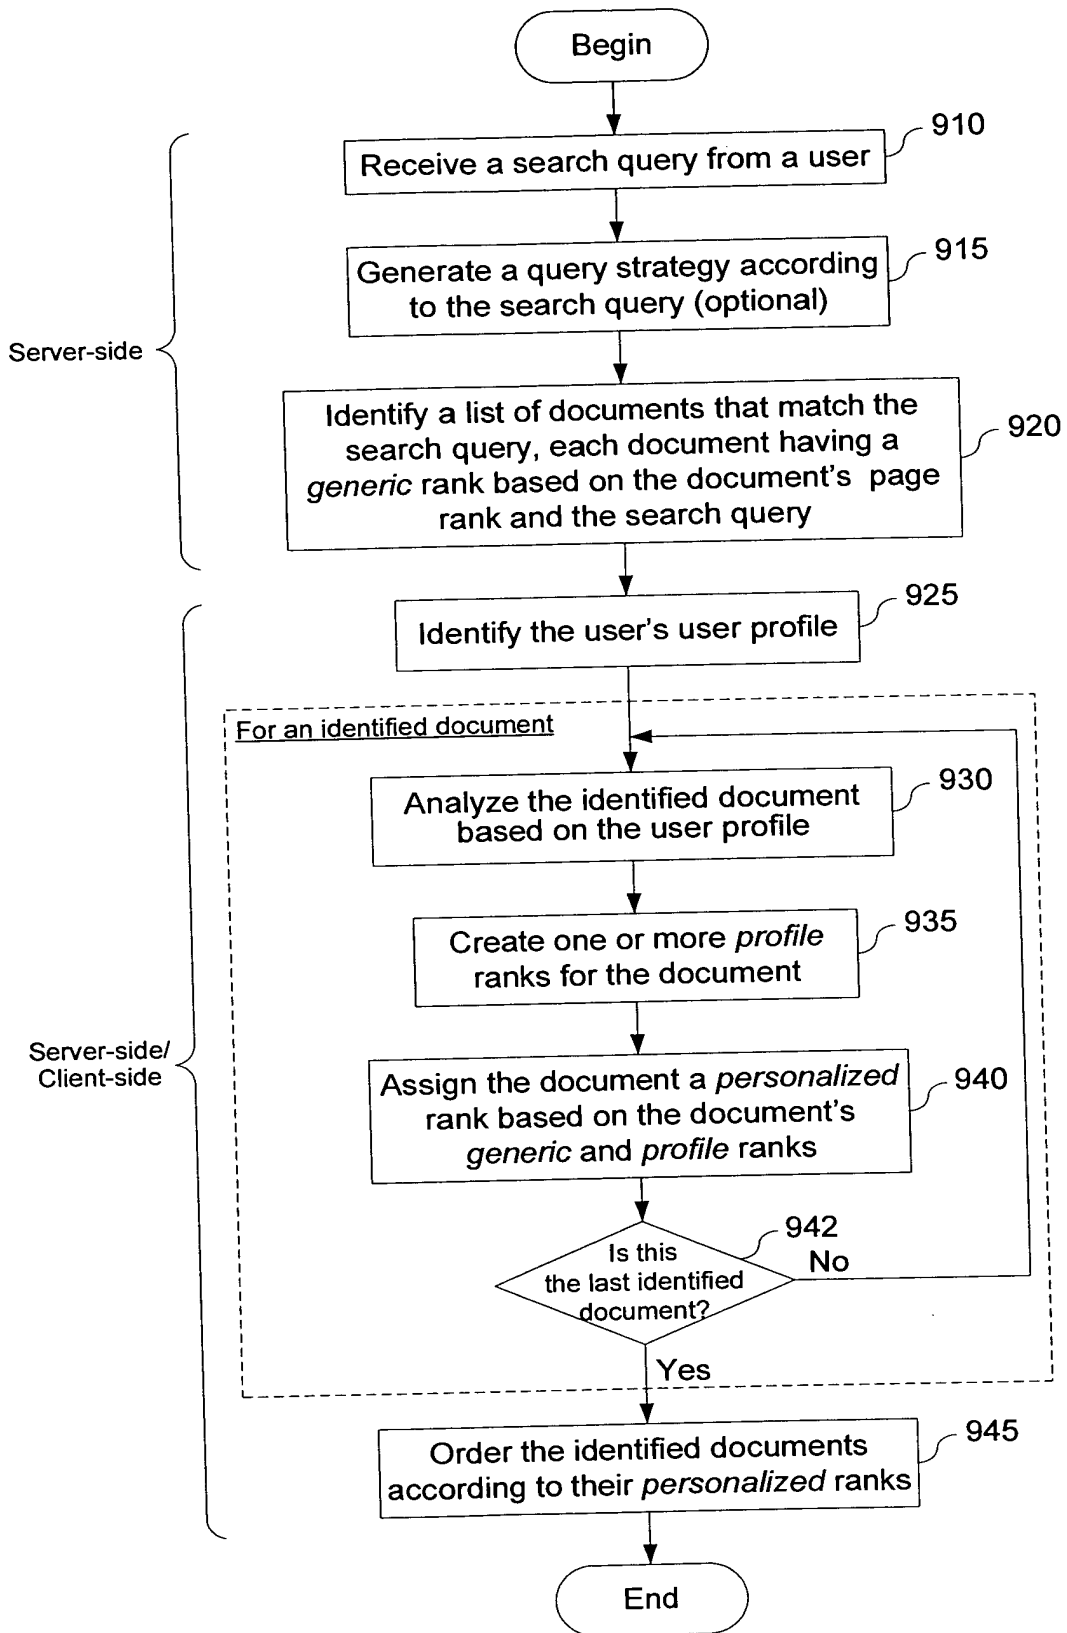 Begin
910
Receive a search query from a user
915
Generate a query strategy according
to the search query (optional)
Server-side
920
Identify a list of documents that match the
search query, each document having a
generic rank based on the document's page
rank and the search query
925
Identify the user's user profile
For an identified document
930
Analyze the identified document
based on the user profile
935
Create one or more profile
ranks for the document
Server-side/
Client-side
940
Assign the document a personalized
rank based on the document's
generic and profile ranks
942
Is this
the last identified
document?
No
Yes
945
Order the identified documents
according to their personalized ranks
End